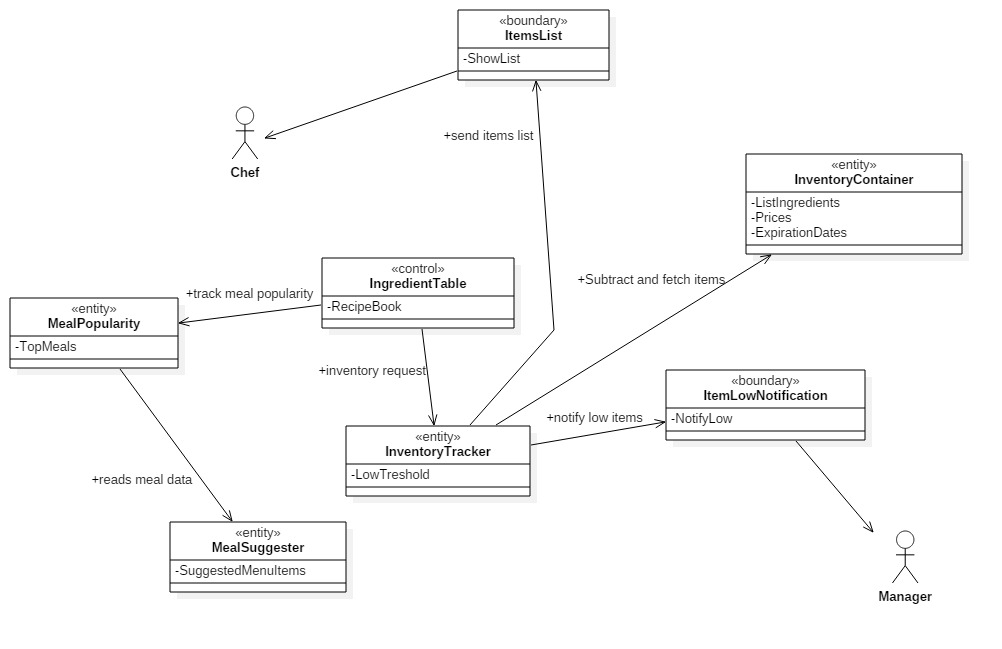 «boundary»
ItemsList
-ShowList
+send items list
Chef
«entity»
InventoryContainer
-ListIngredients
-Prices
-ExpirationDates
«control»
IngredientTable
-RecipeBook
+Subtract and fetch items
+track meal popularity
«entity»
MealPopularity
-TopMeals
+inventory request
«boundary»
ItemLowNotification
-NotifyLow
+notify low items
«entity»
InventoryTracker
-LowTreshold
+reads meal data
«entity»
MealSuggester
-SuggestedMenuItems
Manager